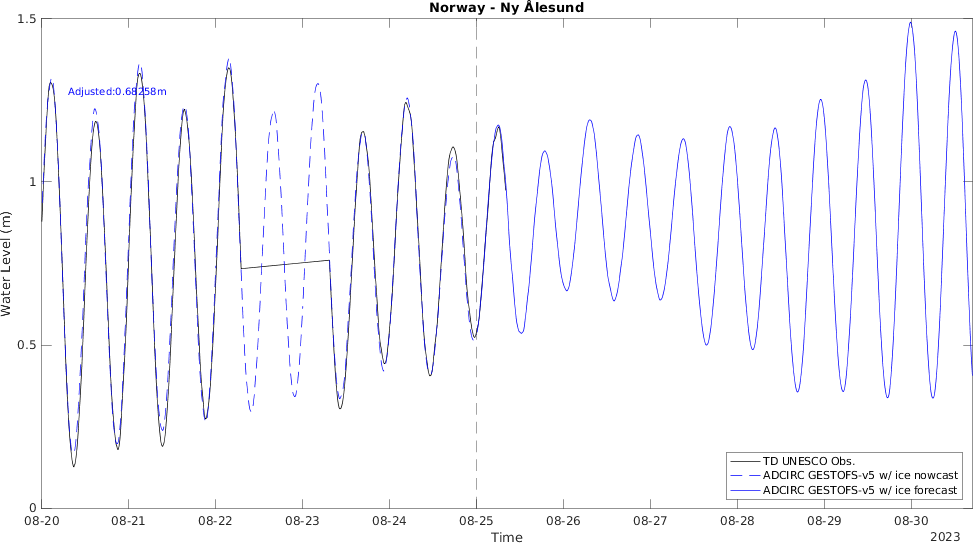 Norway - Ny Ålesund
1.5
Adjusted:0.68258m
1
Water Level (m)
0.5
TD UNESCO Obs.
ADCIRC GESTOFS-v5 w/ ice nowcast
ADCIRC GESTOFS-v5 w/ ice forecast
0
08-20 08-21 08-22 08-23 08-24 08-25 08-26 08-27 08-28 08-29 08-30
Time
2023